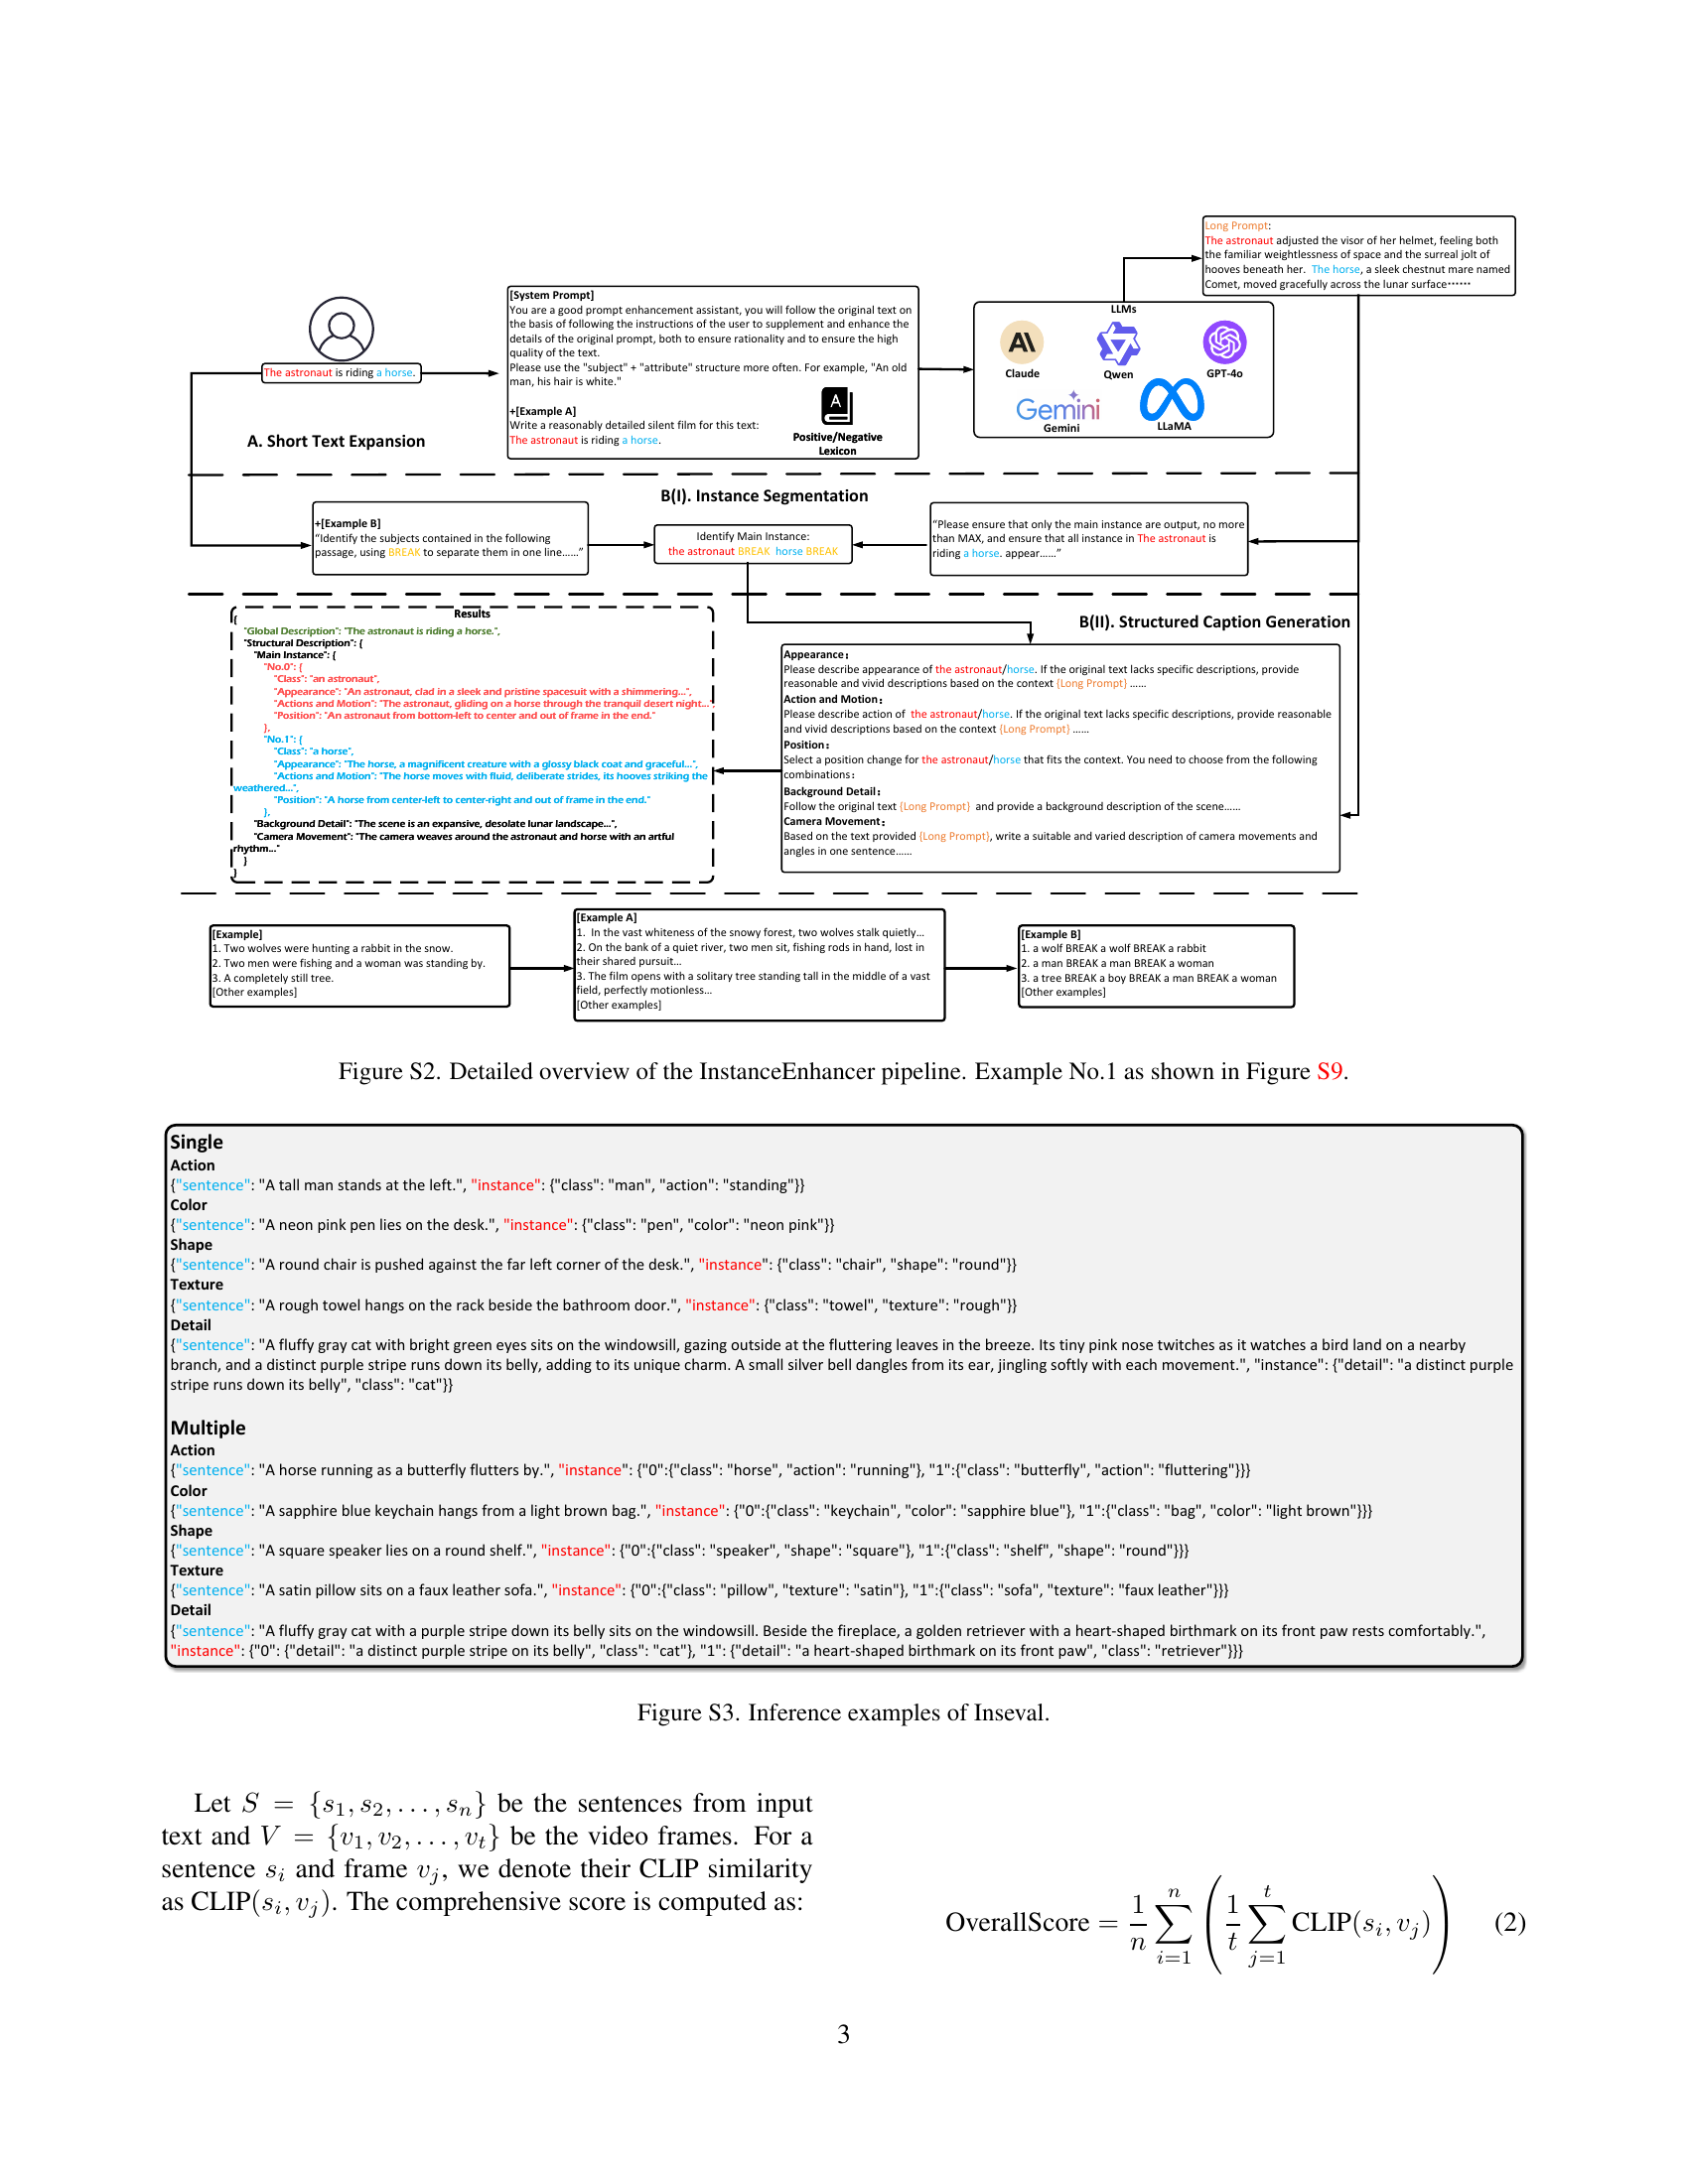 Long Prompt:
The astronaut adjusted the visor of her helmet, feeling both
the familiar weightlessness of space and the surreal jolt of
hooves beneath her. The horse, a sleek chestnut mare named
Comet, moved gracefully across the lunar surface······
The astronaut is riding a horse.
A. Short Text Expansion
[System Prompt]
You are a good prompt enhancement assistant, you will follow the original text on
the basis of following the instructions of the user to supplement and enhance the
details of the original prompt, both to ensure rationality and to ensure the high
quality of the text.
Please use the "subject" + "attribute" structure more often. For example, "An old
man, his hair is white."
+[Example A]
Write a reasonably detailed silent film for this text:
The astronaut is riding a horse.
A
Positive/Negative
Lexicon
LLMs
Claude
Qwen
GPT-4o
Gemini
Gemini
LLaMA
B(I). Instance Segmentation
+[Example B]
“Identify the subjects contained in the following
passage, using BREAK to separate them in one line......”
Identify Main Instance:
the astronaut BREAK horse BREAK
“Please ensure that only the main instance are output, no more
than MAX, and ensure that all instance in The astronaut is
riding a horse. appear......”
B(II). Structured Caption Generation
Results
{
"Global Description": "The astronaut is riding a horse.",
"Structural Description": {
"Main Instance": {
"No.0": {
"Class": "an astronaut",
"Appearance": "An astronaut, clad in a sleek and pristine spacesuit with a shimmering...",
"Actions and Motion": "The astronaut, gliding on a horse through the tranquil desert night...",
"Position": "An astronaut from bottom-left to center and out of frame in the end."
},
"No.1": {
"Class": "a horse",
"Appearance": "The horse, a magnificent creature with a glossy black coat and graceful...",
"Actions and Motion": "The horse moves with fluid, deliberate strides, its hooves striking the
weathered...",
"Position": "A horse from center-left to center-right and out of frame in the end."
},
"Background Detail": "The scene is an expansive, desolate lunar landscape...",
"Camera Movement": "The camera weaves around the astronaut and horse with an artful
rhythm..."
}
}
Appearance：
Please describe appearance of the astronaut/horse. If the original text lacks specific descriptions, provide
reasonable and vivid descriptions based on the context {Long Prompt} ......
Action and Motion：
Please describe action of the astronaut/horse. If the original text lacks specific descriptions, provide reasonable
and vivid descriptions based on the context {Long Prompt} ......
Position：
Select a position change for the astronaut/horse that fits the context. You need to choose from the following
combinations：
Background Detail：
Follow the original text {Long Prompt} and provide a background description of the scene......
Camera Movement：
Based on the text provided {Long Prompt}, write a suitable and varied description of camera movements and
angles in one sentence......
[Example]
1. Two wolves were hunting a rabbit in the snow.
2. Two men were fishing and a woman was standing by.
3. A completely still tree.
[Other examples]
[Example A]
1. In the vast whiteness of the snowy forest, two wolves stalk quietly...
2. On the bank of a quiet river, two men sit, fishing rods in hand, lost in
their shared pursuit...
3. The film opens with a solitary tree standing tall in the middle of a vast
field, perfectly motionless...
[Other examples]
[Example B]
1. a wolf BREAK a wolf BREAK a rabbit
2. a man BREAK a man BREAK a woman
3. a tree BREAK a boy BREAK a man BREAK a woman
[Other examples]
Figure S2. Detailed overview of the InstanceEnhancer pipeline. Example No.1 as shown in Figure S9.
Single
Action
{"sentence": "A tall man stands at the left.", "instance": {"class": "man", "action": "standing"}}
Color
{"sentence": "A neon pink pen lies on the desk.", "instance": {"class": "pen", "color": "neon pink"}}
Shape
{"sentence": "A round chair is pushed against the far left corner of the desk.", "instance": {"class": "chair", "shape": "round"}}
Texture
{"sentence": "A rough towel hangs on the rack beside the bathroom door.", "instance": {"class": "towel", "texture": "rough"}}
Detail
{"sentence": "A fluffy gray cat with bright green eyes sits on the windowsill, gazing outside at the fluttering leaves in the breeze. Its tiny pink nose twitches as it watches a bird land on a nearby
branch, and a distinct purple stripe runs down its belly, adding to its unique charm. A small silver bell dangles from its ear, jingling softly with each movement.", "instance": {"detail": "a distinct purple
stripe runs down its belly", "class": "cat"}}
Multiple
Action
{"sentence": "A horse running as a butterfly flutters by.", "instance": {"0":{"class": "horse", "action": "running"}, "1":{"class": "butterfly", "action": "fluttering"}}}
Color
{"sentence": "A sapphire blue keychain hangs from a light brown bag.", "instance": {"0":{"class": "keychain", "color": "sapphire blue"}, "1":{"class": "bag", "color": "light brown"}}}
Shape
{"sentence": "A square speaker lies on a round shelf.", "instance": {"0":{"class": "speaker", "shape": "square"}, "1":{"class": "shelf", "shape": "round"}}}
Texture
{"sentence": "A satin pillow sits on a faux leather sofa.", "instance": {"0":{"class": "pillow", "texture": "satin"}, "1":{"class": "sofa", "texture": "faux leather"}}}
Detail
{"sentence": "A fluffy gray cat with a purple stripe down its belly sits on the windowsill. Beside the fireplace, a golden retriever with a heart-shaped birthmark on its front paw rests comfortably.",
"instance": {"0": {"detail": "a distinct purple stripe on its belly", "class": "cat"}, "1": {"detail": "a heart-shaped birthmark on its front paw", "class": "retriever"}}}
Figure S3. Inference examples of Inseval.
Let S = {s₁, s₂, . . . , sₙ} be the sentences from input
text and V = {v₁, v₂, . . . , vₜ} be the video frames. For a
sentence sᵢ and frame vⱼ, we denote their CLIP similarity
as CLIP(sᵢ, vⱼ). The comprehensive score is computed as:
OverallScore = 1/n ∑ᵢ₌₁ⁿ ( 1/t ∑ⱼ₌₁ᵗ CLIP(sᵢ, vⱼ) ) (2)
3